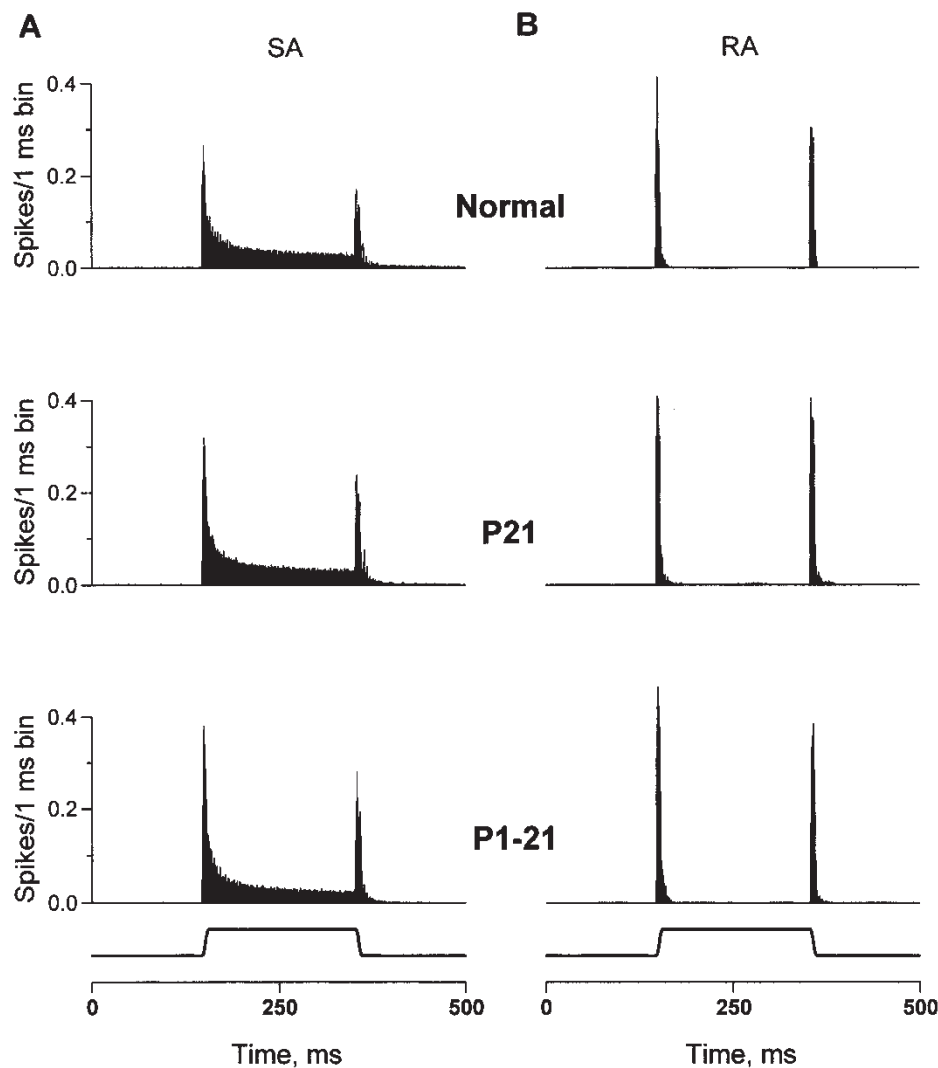 A
B
SA
RA
Spikes/1 ms bin
0.4
0.2
0.0
Normal
Spikes/1 ms bin
0.4
0.2
0.0
P21
Spikes/1 ms bin
0.4
0.2
0.0
P1-21
0 250 500
0 250 500
Time, ms
Time, ms